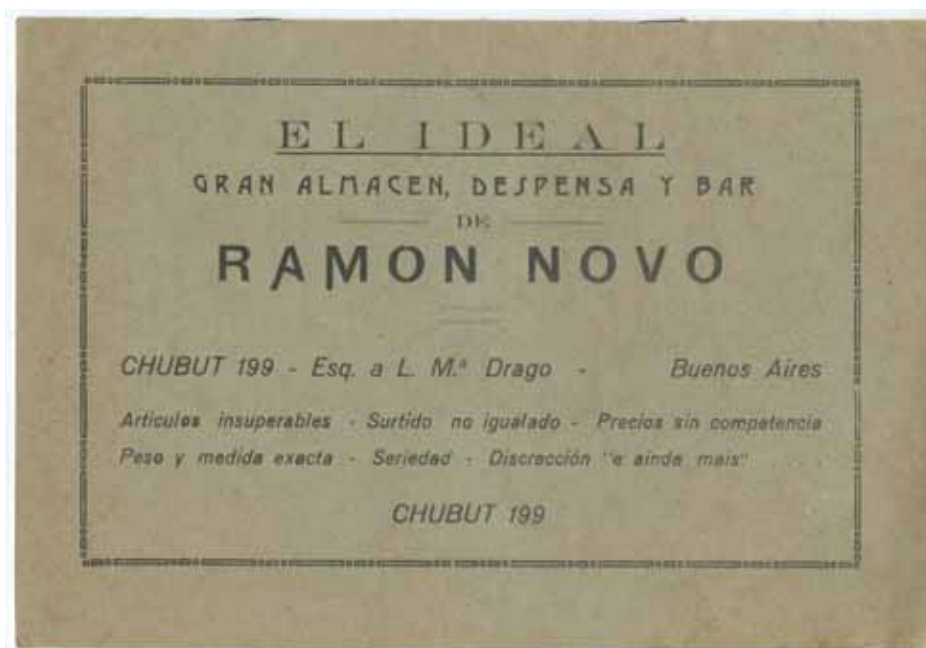 EL IDEAL
GRAN ALMACEN, DESPENSA Y BAR
DE
RAMON NOVO
CHUBUT 199 - Esq. a L. M.ª Drago - Buenos Aires
Articulos insuperables - Surtido no igualado - Precios sin competencia
Peso y medida exacta - Seriedad - Discrección "e ainda mais" . . . .
CHUBUT 199